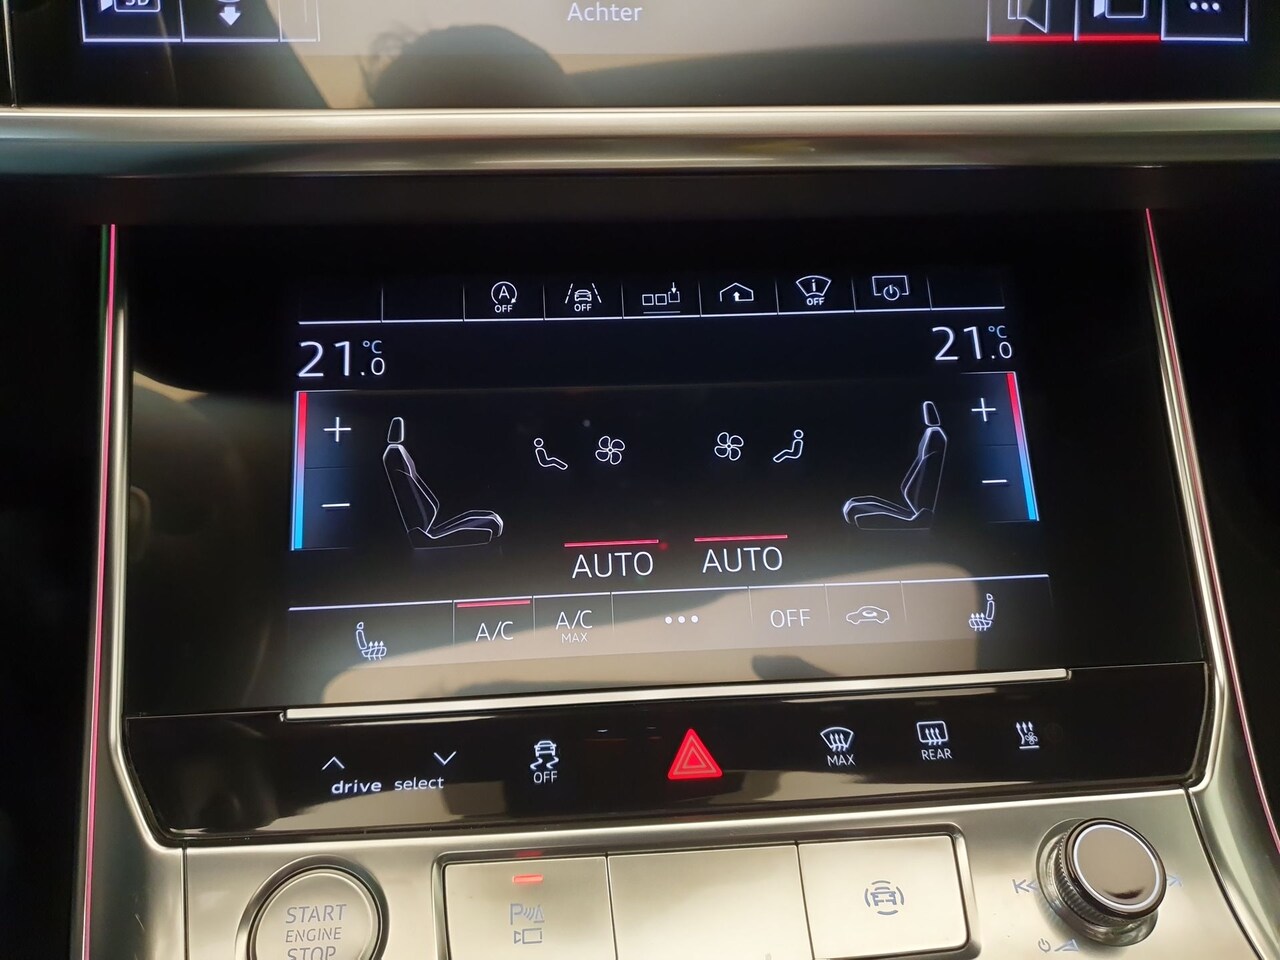 3D
Achter
A
OFF
OFF
i
OFF
21.0 °C
21.0 °C
+
+
−
−
AUTO
AUTO
A/C
A/C
MAX
•••
OFF
drive select
OFF
MAX
REAR
START
ENGINE
STOP
P